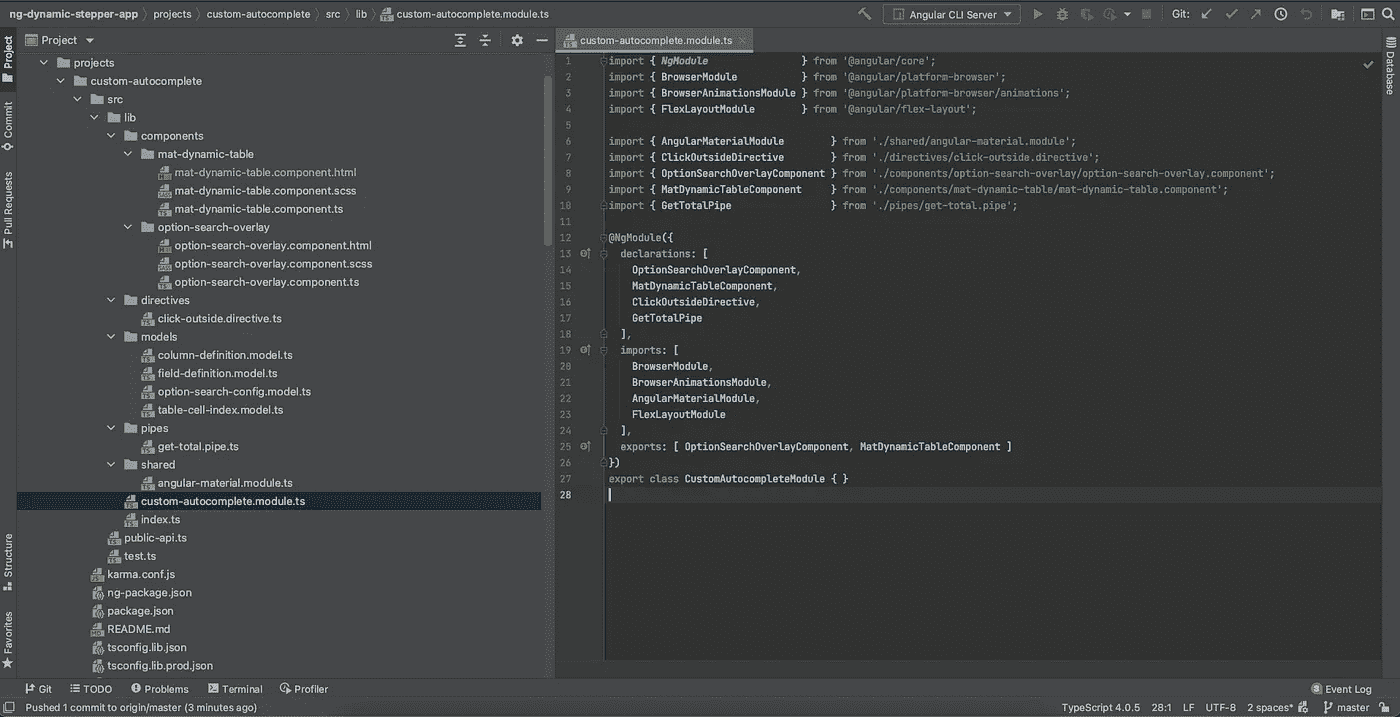 ng-dynamic-stepper-app 〉 projects 〉 custom-autocomplete 〉 src 〉 lib 〉 custom-autocomplete.module.ts
Angular CLI Server
Git:
Project
custom-autocomplete.module.ts
Project
Commit
Pull Requests
Structure
Favorites
projects
custom-autocomplete
src
lib
components
mat-dynamic-table
mat-dynamic-table.component.html
mat-dynamic-table.component.scss
mat-dynamic-table.component.ts
option-search-overlay
option-search-overlay.component.html
option-search-overlay.component.scss
option-search-overlay.component.ts
directives
click-outside.directive.ts
models
column-definition.model.ts
field-definition.model.ts
option-search-config.model.ts
table-cell-index.model.ts
pipes
get-total.pipe.ts
shared
angular-material.module.ts
custom-autocomplete.module.ts
index.ts
public-api.ts
test.ts
karma.conf.js
ng-package.json
package.json
README.md
tsconfig.lib.json
tsconfig.lib.prod.json
1 import { NgModule } from '@angular/core';
2 import { BrowserModule } from '@angular/platform-browser';
3 import { BrowserAnimationsModule } from '@angular/platform-browser/animations';
4 import { FlexLayoutModule } from '@angular/flex-layout';
5
6 import { AngularMaterialModule } from './shared/angular-material.module';
7 import { ClickOutsideDirective } from './directives/click-outside.directive';
8 import { OptionSearchOverlayComponent } from './components/option-search-overlay/option-search-overlay.component';
9 import { MatDynamicTableComponent } from './components/mat-dynamic-table/mat-dynamic-table.component';
10 import { GetTotalPipe } from './pipes/get-total.pipe';
11
12 @NgModule({
13 declarations: [
14 OptionSearchOverlayComponent,
15 MatDynamicTableComponent,
16 ClickOutsideDirective,
17 GetTotalPipe
18 ],
19 imports: [
20 BrowserModule,
21 BrowserAnimationsModule,
22 AngularMaterialModule,
23 FlexLayoutModule
24 ],
25 exports: [ OptionSearchOverlayComponent, MatDynamicTableComponent ]
26 })
27 export class CustomAutocompleteModule { }
28
Database
Git TODO Problems Terminal Profiler Event Log
Pushed 1 commit to origin/master (3 minutes ago) TypeScript 4.0.5 28:1 LF UTF-8 2 spaces* master